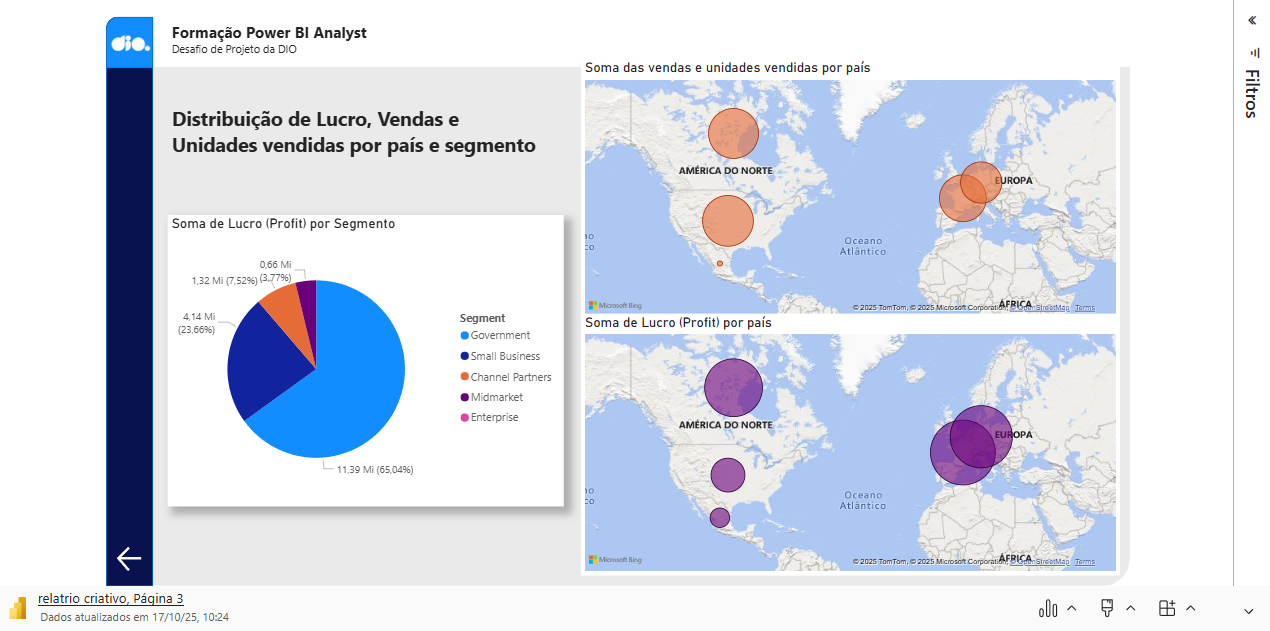 dio.
Formação Power BI Analyst
Desafio de Projeto da DIO
Distribuição de Lucro, Vendas e
Unidades vendidas por país e segmento
Soma de Lucro (Profit) por Segmento
0,66 Mi
(3,77%)
1,32 Mi (7,52%)
4,14 Mi
(23,66%)
11,39 Mi (65,04%)
Segment
Government
Small Business
Channel Partners
Midmarket
Enterprise
Soma das vendas e unidades vendidas por país
AMÉRICA DO NORTE
EUROPA
Oceano
Atlântico
ÁFRICA
Microsoft Bing
© 2025 TomTom, © 2025 Microsoft Corporation, © OpenStreetMap Terms
Soma de Lucro (Profit) por país
AMÉRICA DO NORTE
EUROPA
Oceano
Atlântico
ÁFRICA
Microsoft Bing
© 2025 TomTom, © 2025 Microsoft Corporation, © OpenStreetMap Terms
Filtros
relatrio criativo, Página 3
Dados atualizados em 17/10/25, 10:24